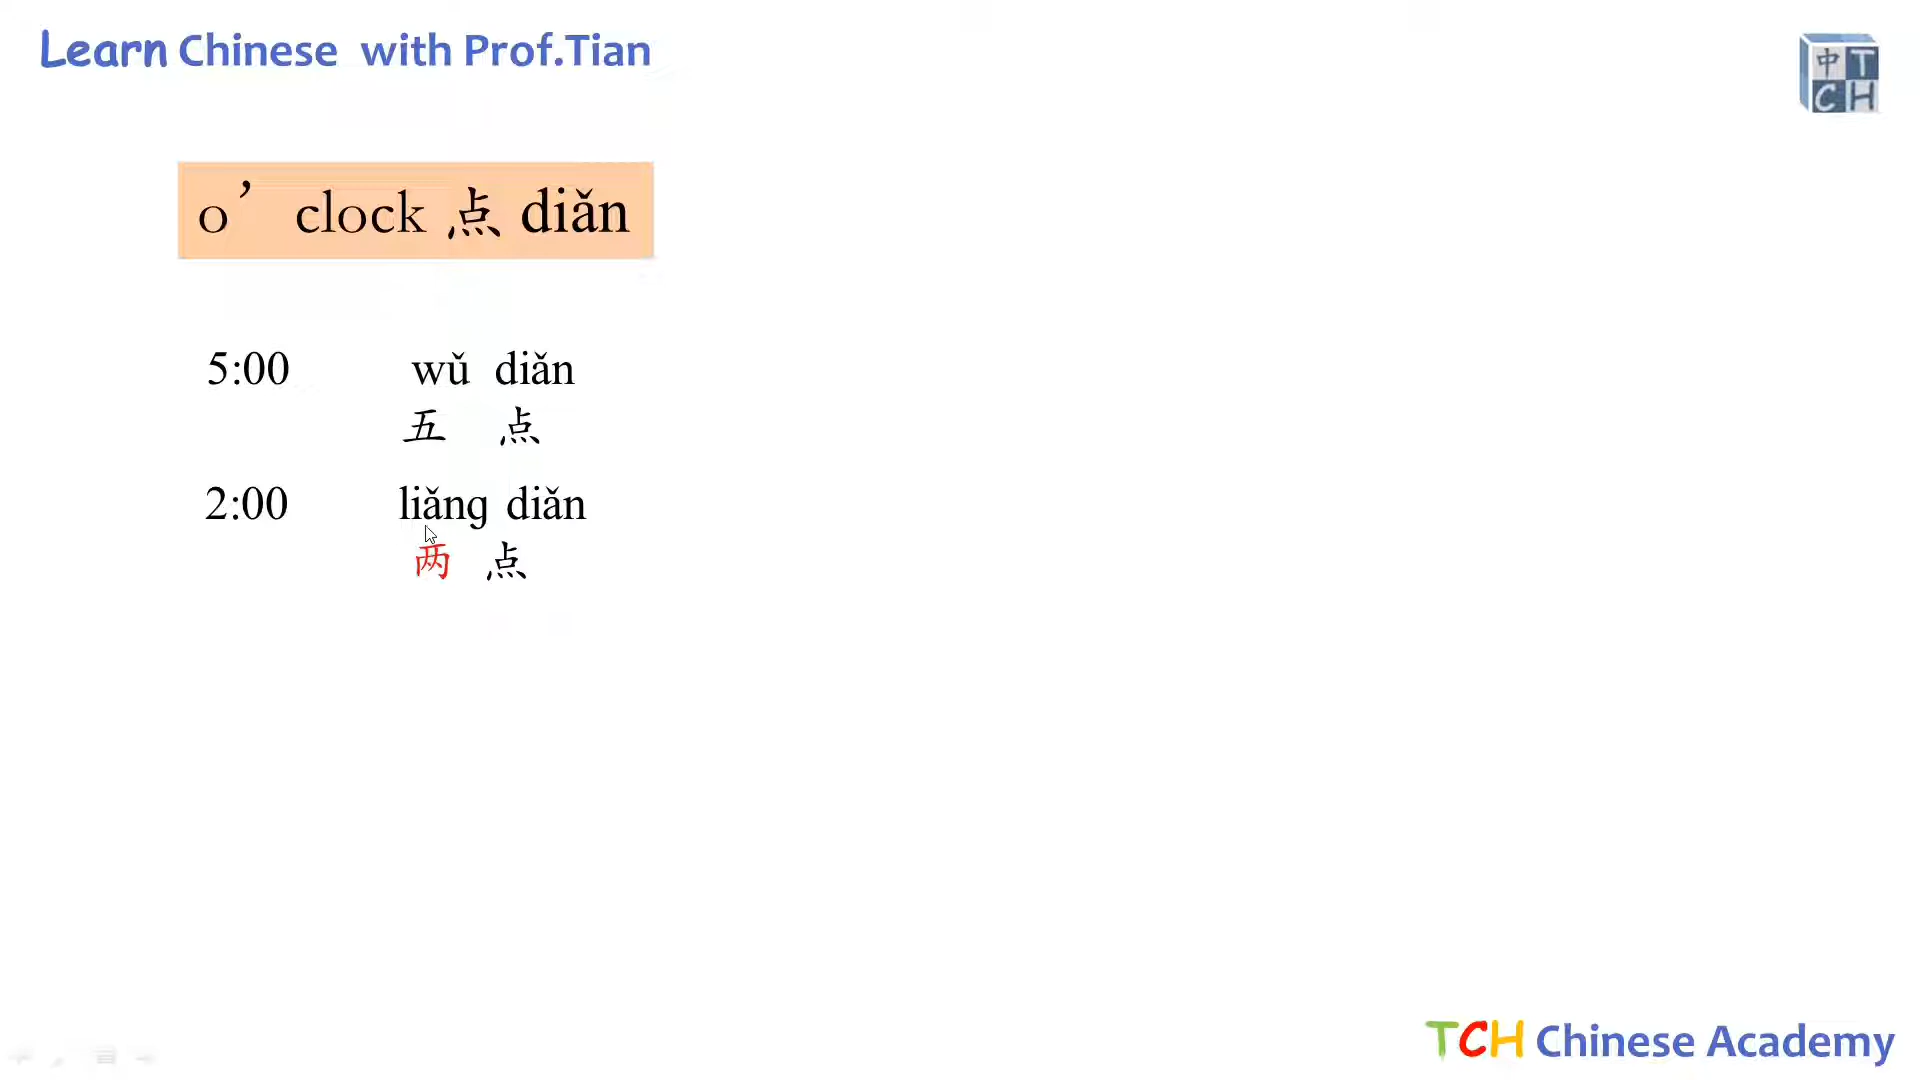 Learn Chinese with Prof.Tian
中T
CH
o’ clock 点 diǎn
5:00 wǔ diǎn
五 点
2:00 liǎng diǎn
两 点
TCH Chinese Academy